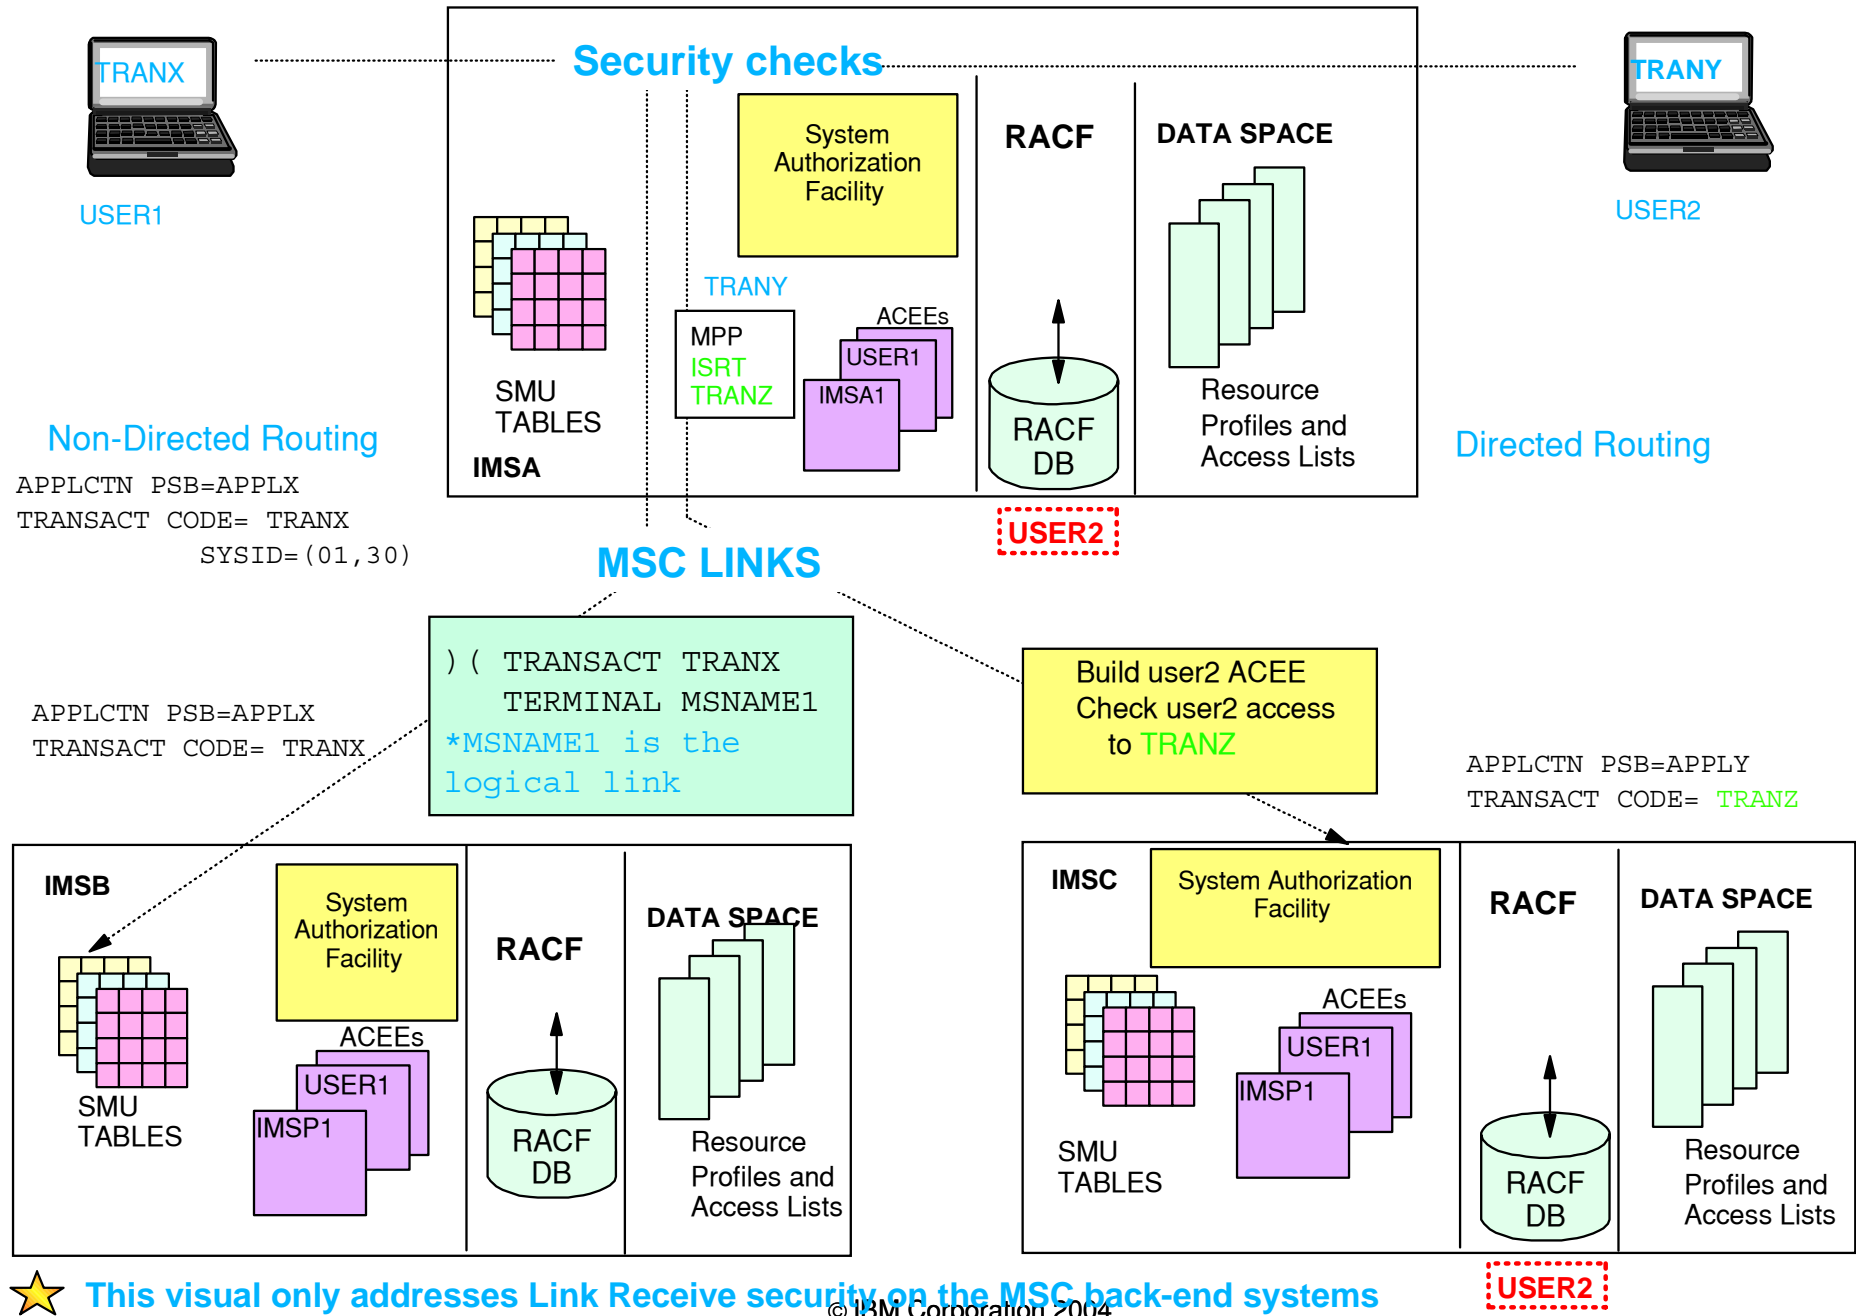 TRANX
USER1
Security checks
TRANY
USER2
System
Authorization
Facility
RACF
DATA SPACE
TRANY
MPP
ISRT
TRANZ
ACEEs
USER1
IMSA1
SMU
TABLES
IMSA
RACF
DB
Resource
Profiles and
Access Lists
USER2
Non-Directed Routing
APPLCTN PSB=APPLX
TRANSACT CODE= TRANX
SYSID=(01,30)
Directed Routing
MSC LINKS
)( TRANSACT TRANX
TERMINAL MSNAME1
*MSNAME1 is the
logical link
Build user2 ACEE
Check user2 access
to TRANZ
APPLCTN PSB=APPLX
TRANSACT CODE= TRANX
APPLCTN PSB=APPLY
TRANSACT CODE= TRANZ
IMSB
System
Authorization
Facility
RACF
DATA SPACE
ACEEs
USER1
IMSP1
SMU
TABLES
RACF
DB
Resource
Profiles and
Access Lists
IMSC
System Authorization
Facility
RACF
DATA SPACE
ACEEs
USER1
IMSP1
SMU
TABLES
RACF
DB
Resource
Profiles and
Access Lists
USER2
This visual only addresses Link Receive security on the MSC back-end systems
© IBM Corporation 2004